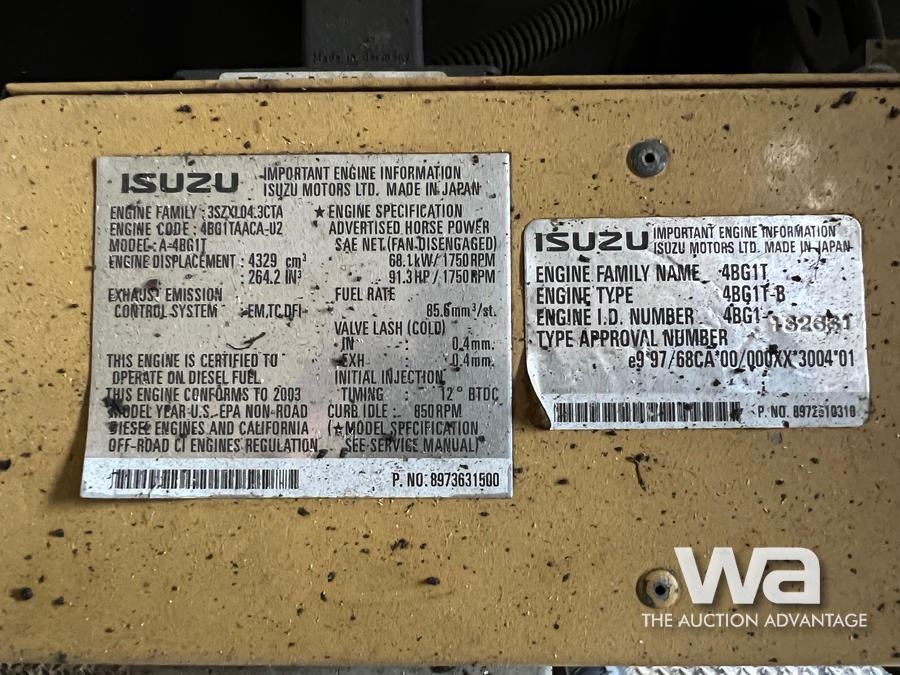 Made in Germany
ISUZU
IMPORTANT ENGINE INFORMATION
ISUZU MOTORS LTD. MADE IN JAPAN
ENGINE FAMILY : 3SZXL04.3CTA
ENGINE CODE : 4BG1TAACA-02
MODEL : A-4BG1T
ENGINE DISPLACEMENT : 4329 cm³
264.2 IN³
EXHAUST EMISSION
CONTROL SYSTEM : EM,TC,DFI
THIS ENGINE IS CERTIFIED TO
OPERATE ON DIESEL FUEL.
THIS ENGINE CONFORMS TO 2003
MODEL YEAR U.S. EPA NON-ROAD
DIESEL ENGINES AND CALIFORNIA
OFF-ROAD CI ENGINES REGULATION
★ ENGINE SPECIFICATION
ADVERTISED HORSE POWER
SAE NET (FAN DISENGAGED)
68.1kW / 1750RPM
91.3HP / 1750RPM
FUEL RATE
85.6mm³/st.
VALVE LASH (COLD)
IN : 0.4mm.
EXH : 0.4mm.
INITIAL INJECTION
TIMING : 12° BTDC
CURB IDLE : 850RPM
(★MODEL SPECIFICATION
SEE SERVICE MANUAL)
P. NO. 8973631500
ISUZU
IMPORTANT ENGINE INFORMATION
ISUZU MOTORS LTD. MADE IN JAPAN
ENGINE FAMILY NAME 4BG1T
ENGINE TYPE 4BG1T-B
ENGINE I.D. NUMBER 4BG1-
TYPE APPROVAL NUMBER
e9*97/68CA*00/000XX*3004*01
P. NO. 8972610310
wa
THE AUCTION ADVANTAGE